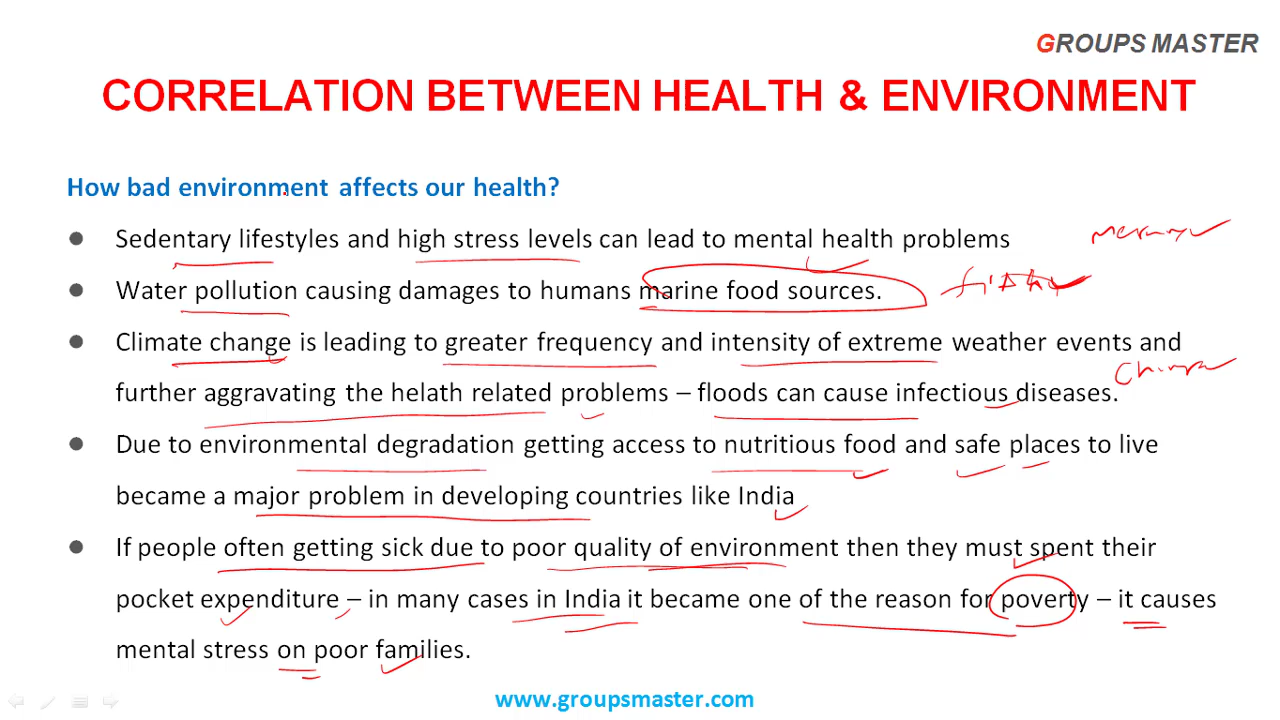 GROUPS MASTER
CORRELATION BETWEEN HEALTH & ENVIRONMENT
How bad environment affects our health?
● Sedentary lifestyles and high stress levels can lead to mental health problems
● Water pollution causing damages to humans marine food sources.
● Climate change is leading to greater frequency and intensity of extreme weather events and
further aggravating the helath related problems – floods can cause infectious diseases.
● Due to environmental degradation getting access to nutritious food and safe places to live
became a major problem in developing countries like India
● If people often getting sick due to poor quality of environment then they must spent their
pocket expenditure – in many cases in India it became one of the reason for poverty – it causes
mental stress on poor families.
www.groupsmaster.com